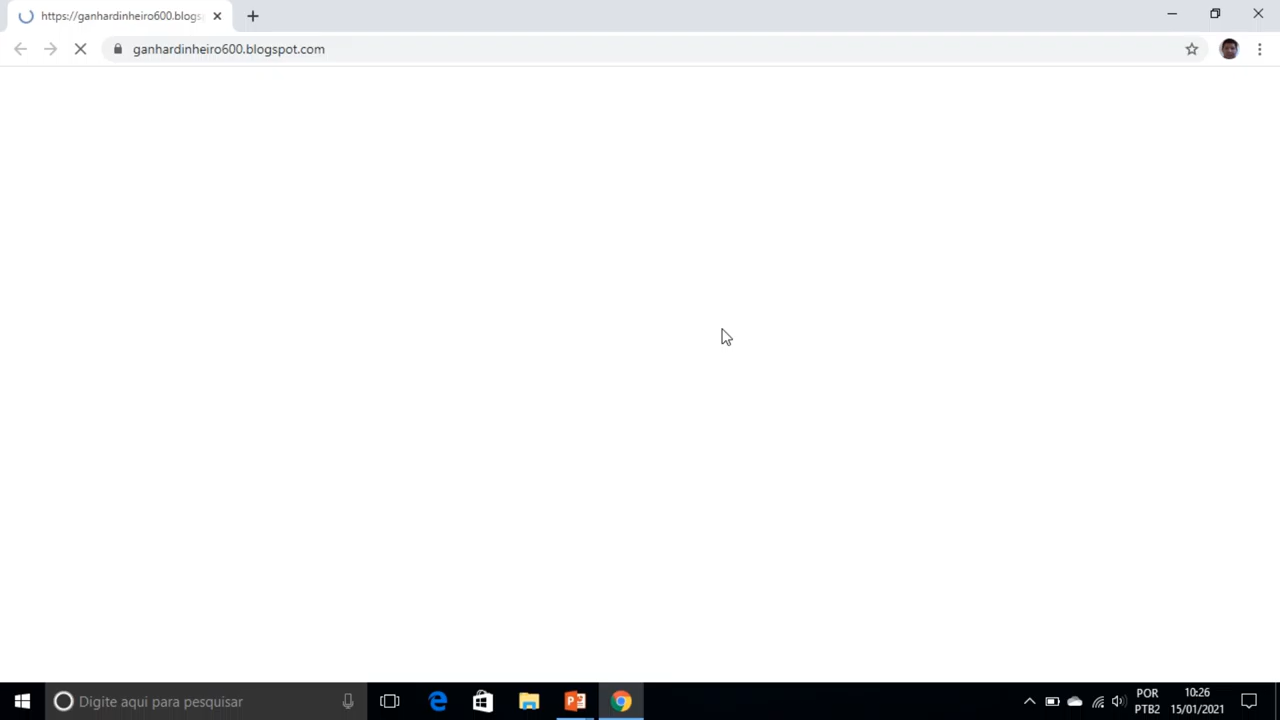 https://ganhardinheiro600.blogs
ganhardinheiro600.blogspot.com
Digite aqui para pesquisar
POR
PTB2
10:26
15/01/2021